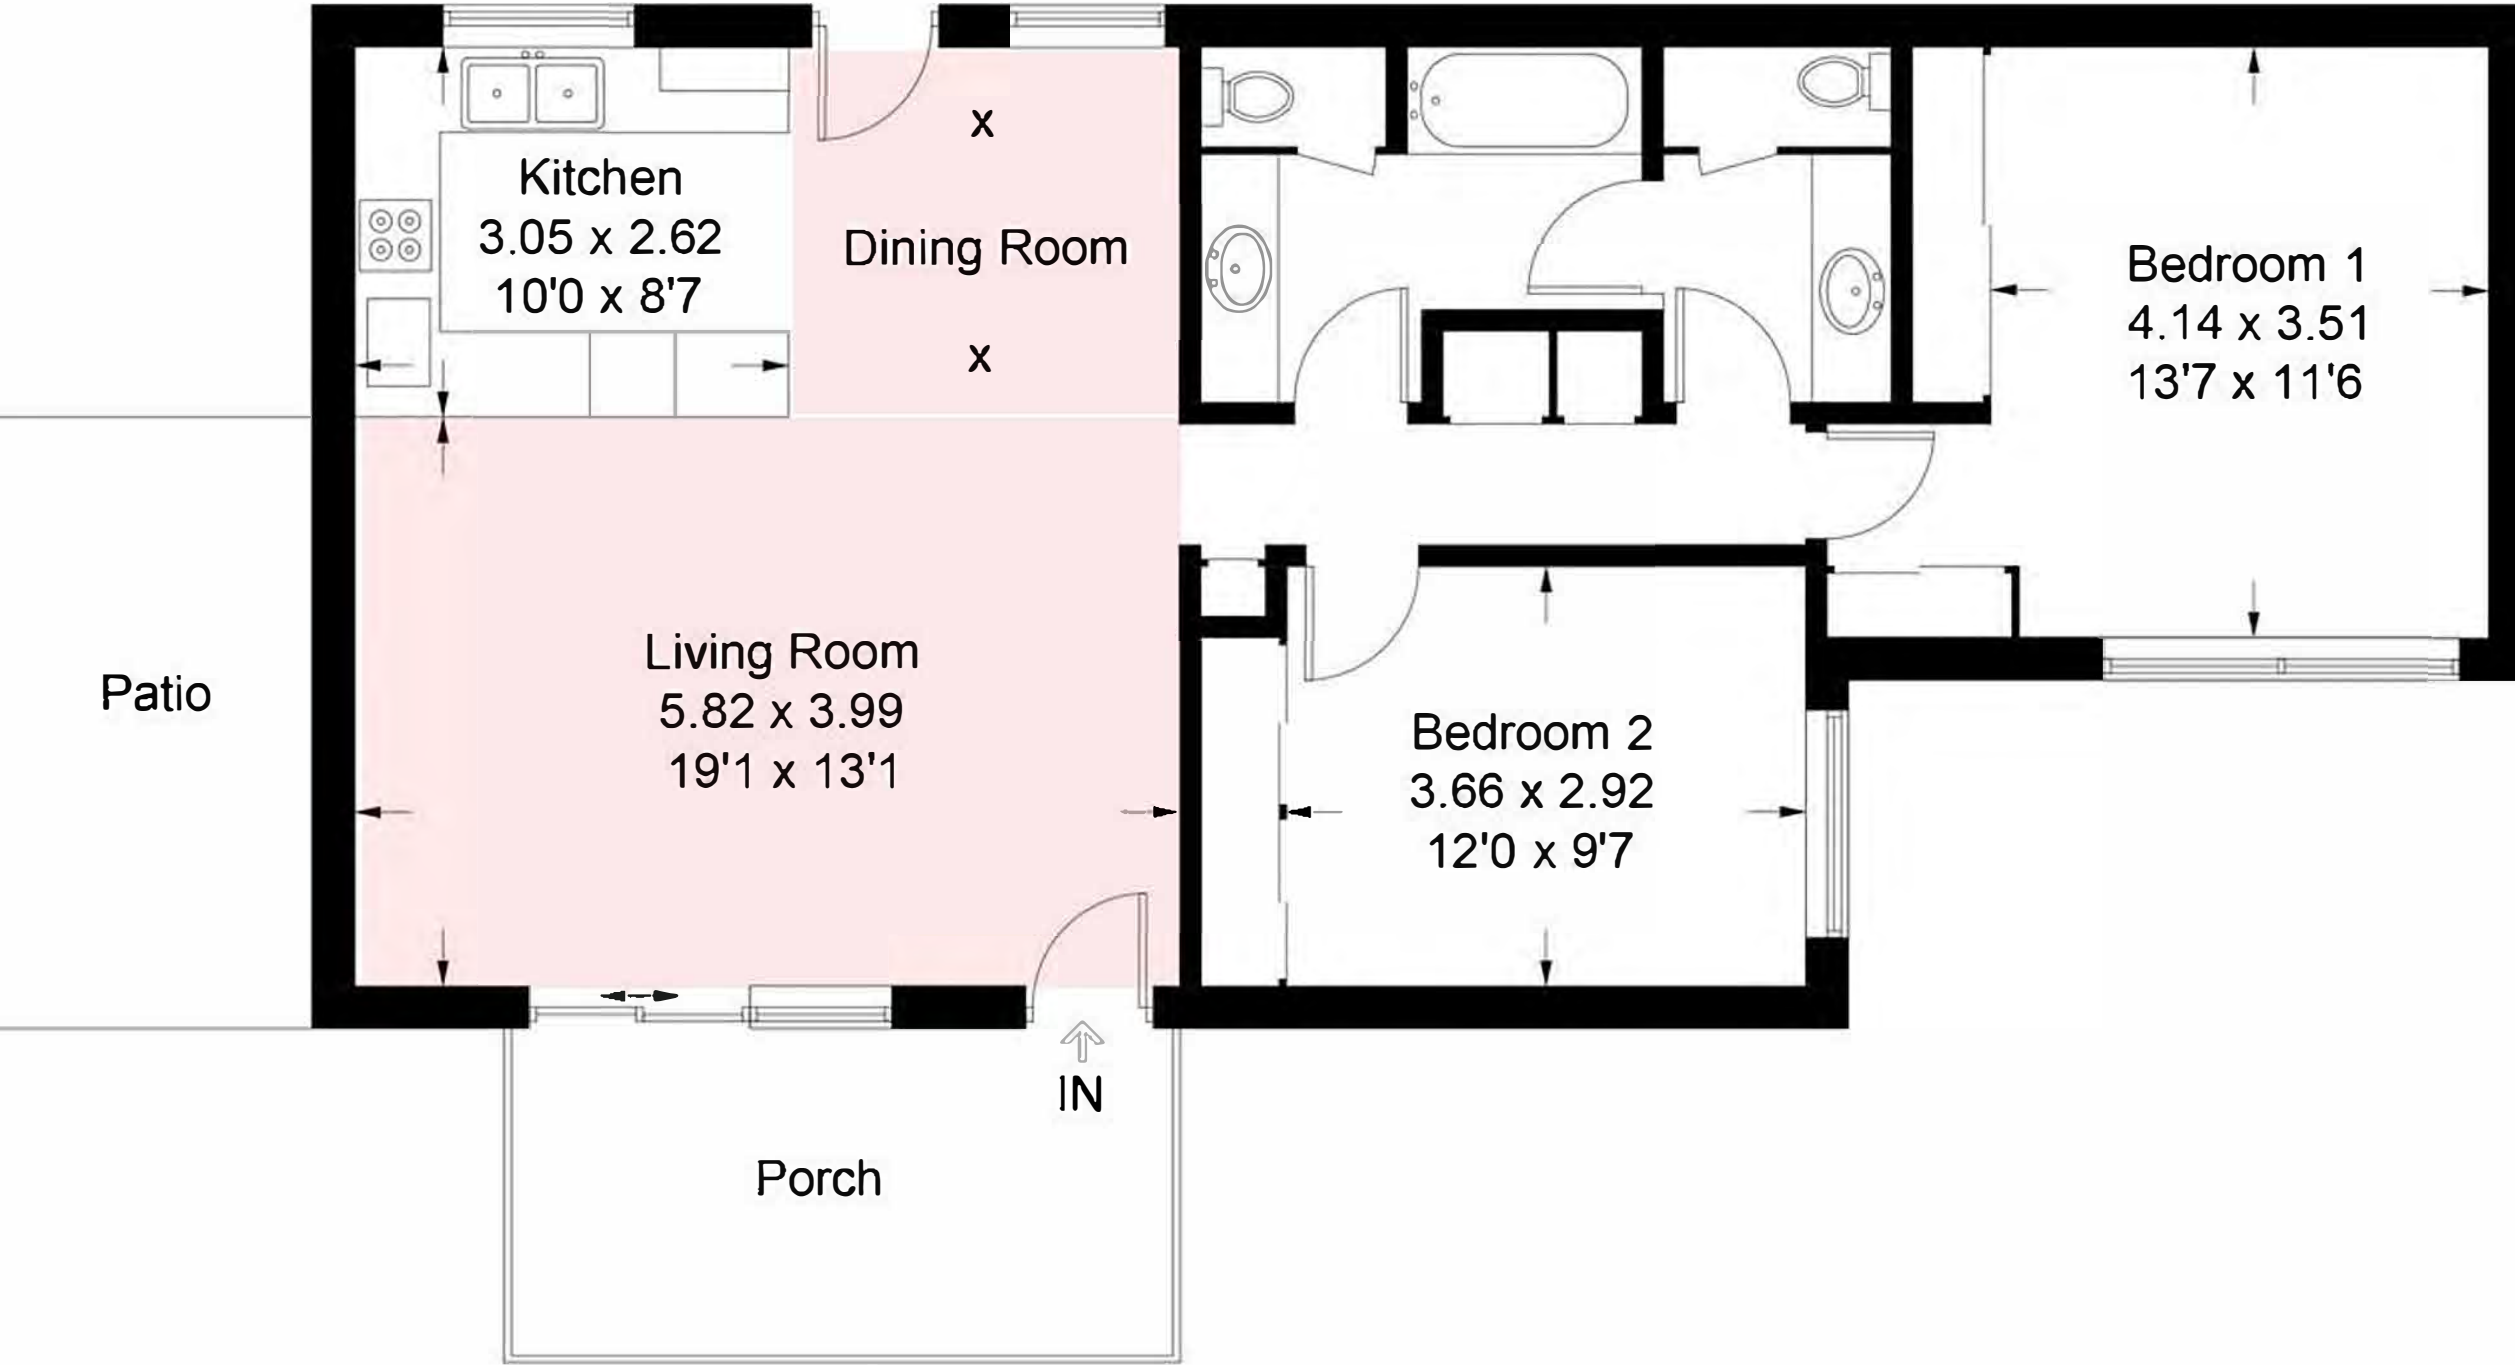 Kitchen
3.05 x 2.62
10'0 x 8'7
x
Dining Room
x
Bedroom 1
4.14 x 3.51
13'7 x 11'6
Patio
Living Room
5.82 x 3.99
19'1 x 13'1
Bedroom 2
3.66 x 2.92
12'0 x 9'7
IN
Porch